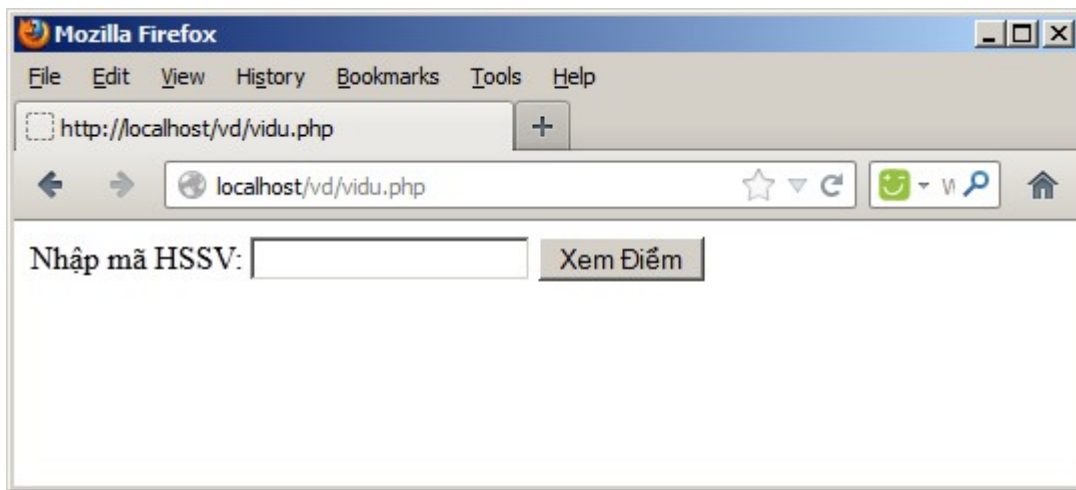 Mozilla Firefox
File Edit View History Bookmarks Tools Help
http://localhost/vd/vidu.php
localhost/vd/vidu.php
Nhập mã HSSV: Xem Điểm